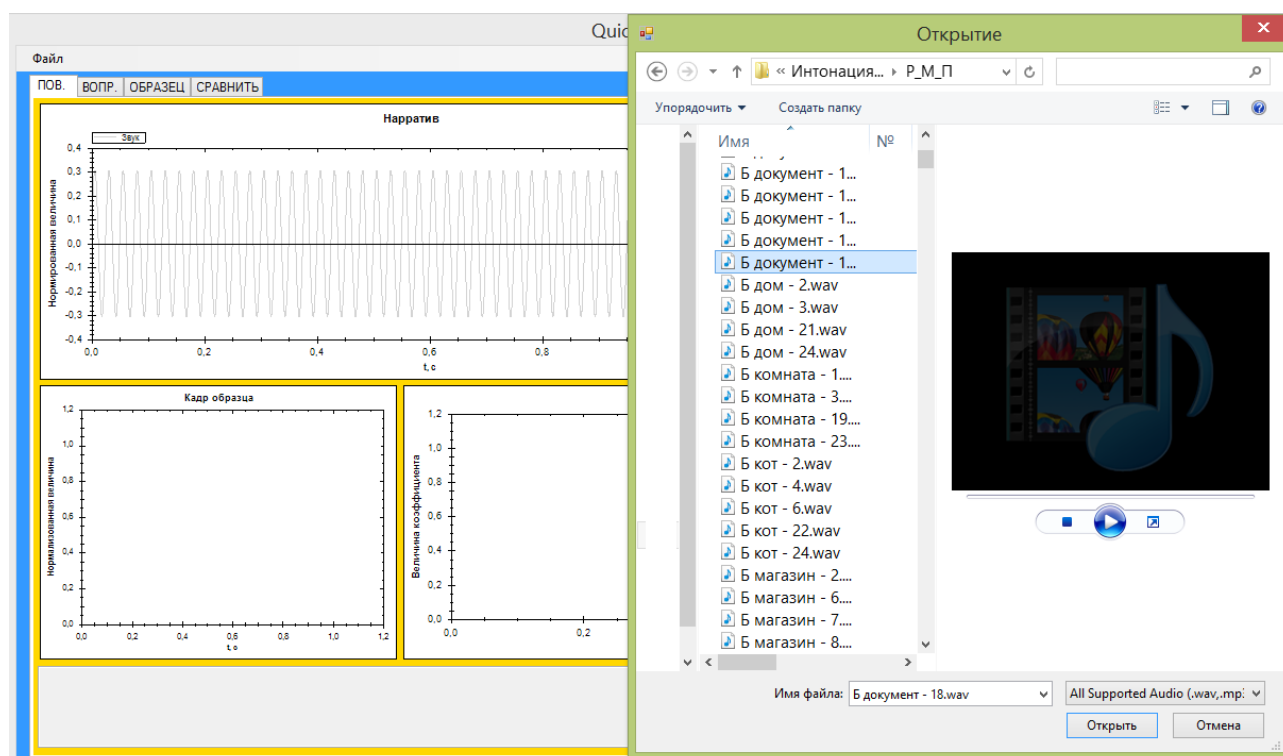 Quic
Файл
ПОВ. ВОПР. ОБРАЗЕЦ СРАВНИТЬ
Нарратив
Звук
Нормированная величина
0,4
0,3
0,2
0,1
0,0
-0,1
-0,2
-0,3
-0,4
0,0 0,2 0,4 0,6 0,8
t, c
Кадр образца
Нормализованная величина
1,2
1,0
0,8
0,6
0,4
0,2
0,0
0,0 0,2 0,4 0,6 0,8 1,0 1,2
t, c
Величина коэффициента
1,2
1,0
0,8
0,6
0,4
0,2
0,0
0,0 0,2
Открытие
« Интонация... Р_М_П
Упорядочить Создать папку
Имя №
Б документ - 1...
Б документ - 1...
Б документ - 1...
Б документ - 1...
Б документ - 1...
Б дом - 2.wav
Б дом - 3.wav
Б дом - 21.wav
Б дом - 24.wav
Б комната - 1....
Б комната - 3....
Б комната - 19....
Б комната - 23....
Б кот - 2.wav
Б кот - 4.wav
Б кот - 6.wav
Б кот - 22.wav
Б кот - 24.wav
Б магазин - 2....
Б магазин - 6....
Б магазин - 7....
Б магазин - 8....
Имя файла: Б документ - 18.wav All Supported Audio (.wav,.mp
Открыть Отмена